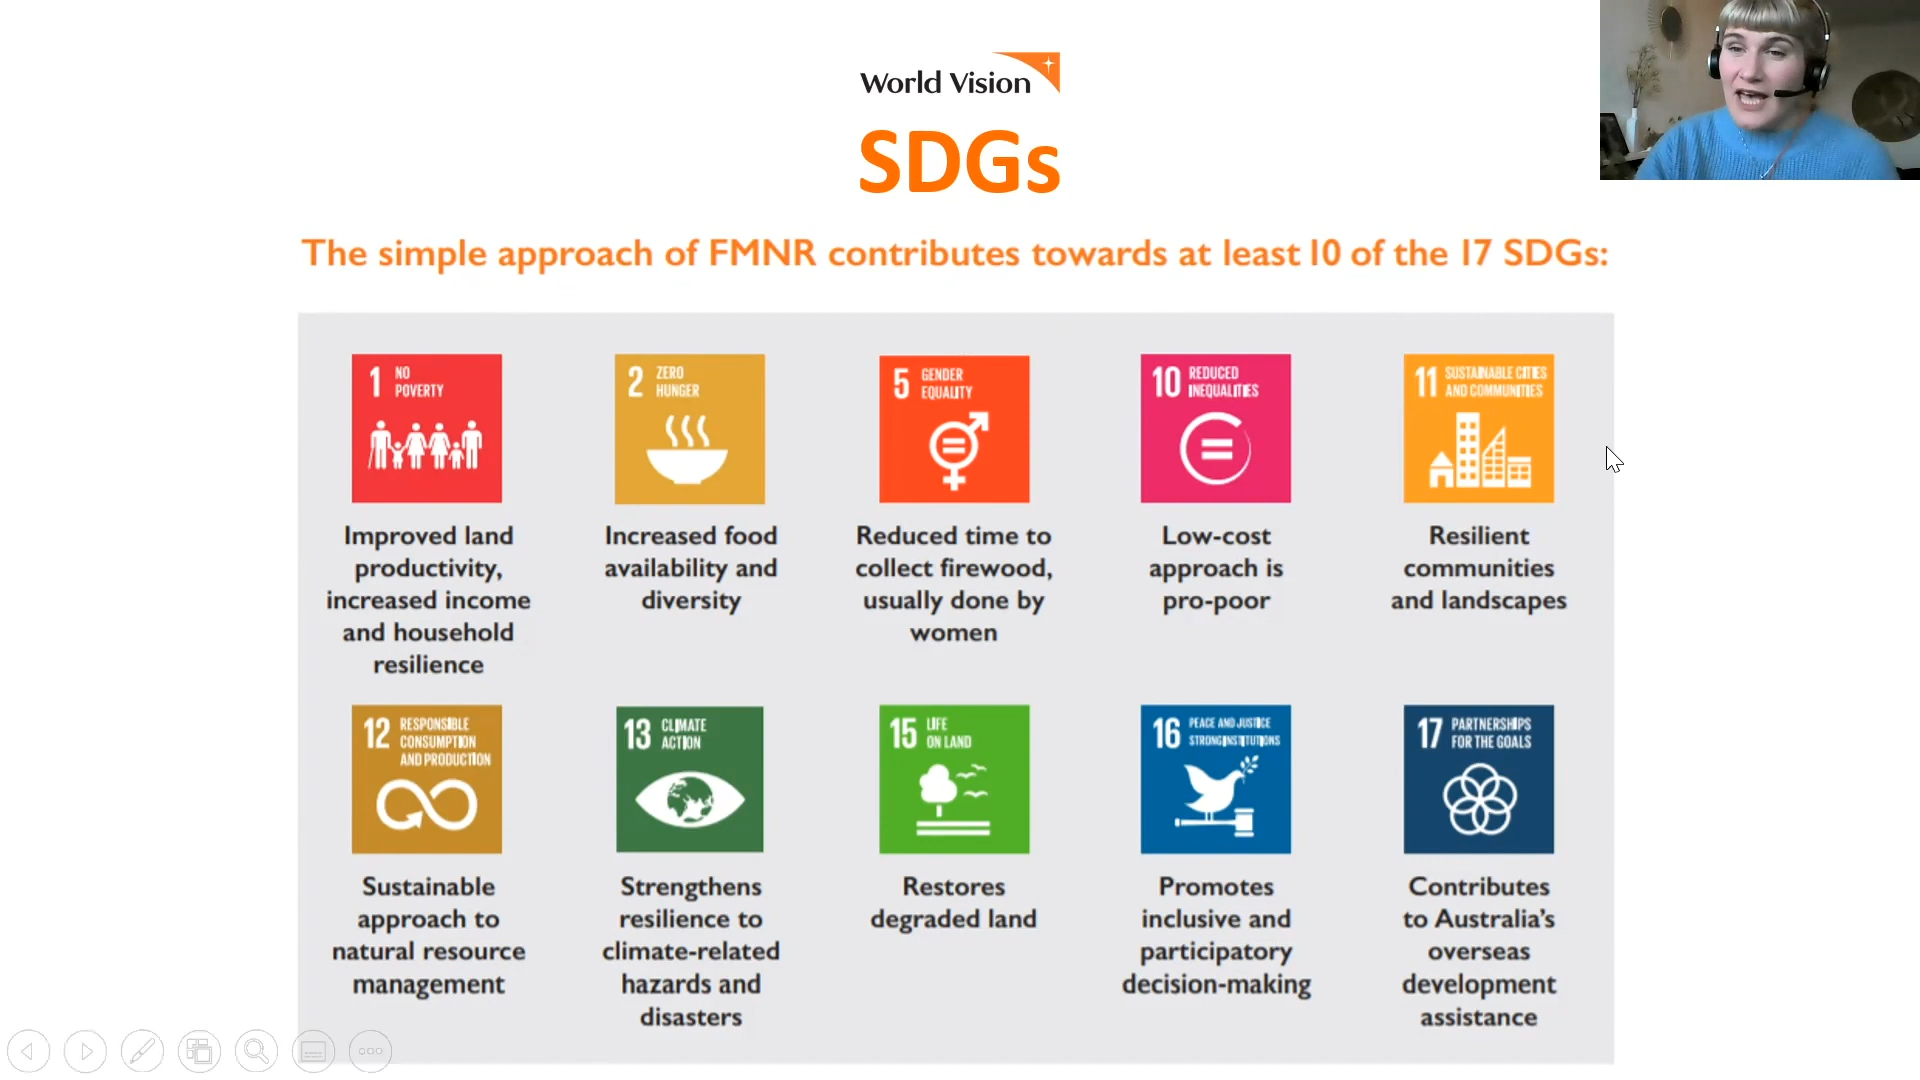 World Vision
SDGs
The simple approach of FMNR contributes towards at least 10 of the 17 SDGs:
1 NO
POVERTY
Improved land
productivity,
increased income
and household
resilience
2 ZERO
HUNGER
Increased food
availability and
diversity
5 GENDER
EQUALITY
Reduced time to
collect firewood,
usually done by
women
10 REDUCED
INEQUALITIES
Low-cost
approach is
pro-poor
11 SUSTAINABLE CITIES
AND COMMUNITIES
Resilient
communities
and landscapes
12 RESPONSIBLE
CONSUMPTION
AND PRODUCTION
Sustainable
approach to
natural resource
management
13 CLIMATE
ACTION
Strengthens
resilience to
climate-related
hazards and
disasters
15 LIFE
ON LAND
Restores
degraded land
16 PEACE AND JUSTICE
STRONG INSTITUTIONS
Promotes
inclusive and
participatory
decision-making
17 PARTNERSHIPS
FOR THE GOALS
Contributes
to Australia's
overseas
development
assistance